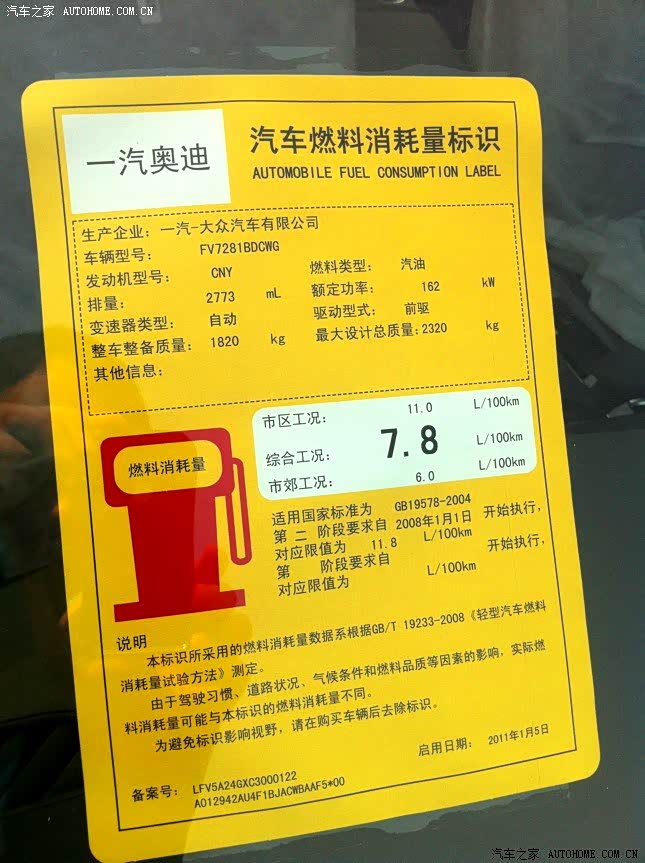 汽车之家 AUTOHOME.COM.CN
一汽奥迪
汽车燃料消耗量标识
AUTOMOBILE FUEL CONSUMPTION LABEL
生产企业：一汽-大众汽车有限公司
车辆型号： FV7281BDCWG
发动机型号： CNY 燃料类型： 汽油
排量： 2773 mL 额定功率： 162 kW
变速器类型： 自动 驱动型式： 前驱
整车整备质量： 1820 kg 最大设计总质量：2320 kg
其他信息：
燃料消耗量
市区工况： 11.0 L/100km
综合工况： 7.8 L/100km
市郊工况： 6.0 L/100km
适用国家标准为 GB19578-2004
第 二 阶段要求自 2008年1月1日 开始执行，
对应限值为 11.8 L/100km
第 阶段要求自 开始执行，
对应限值为 L/100km
说明
本标识所采用的燃料消耗量数据系根据GB/T 19233-2008《轻型汽车燃料
消耗量试验方法》测定。
由于驾驶习惯、道路状况、气候条件和燃料品质等因素的影响，实际燃
料消耗量可能与本标识的燃料消耗量不同。
为避免标识影响视野，请在购买车辆后去除标识。
启用日期： 2011年1月5日
备案号： LFV5A24GXC3000122
A012942AU4F1BJACWBAAF5*00
汽车之家 AUTOHOME.COM.CN